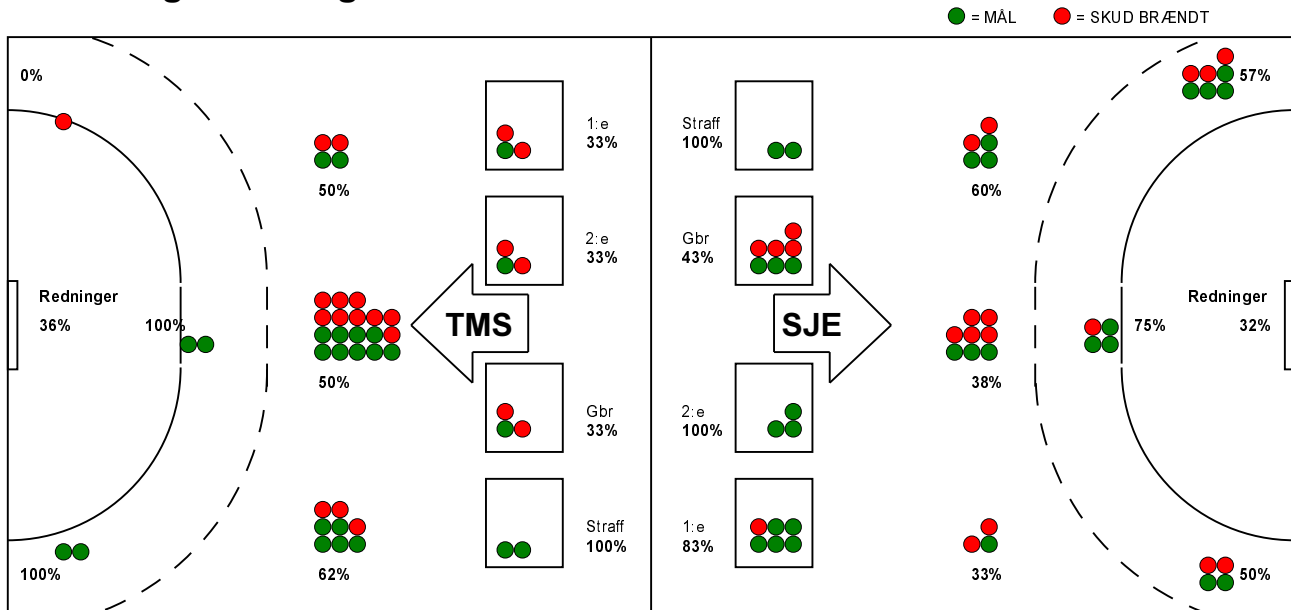 = MÅL
= SKUD BRÆNDT
0%
57%
1:e
33%
Straff
100%
50%
60%
2:e
33%
Gbr
43%
Redninger
36%
100%
TMS
SJE
75%
Redninger
32%
50%
38%
Gbr
33%
2:e
100%
Straff
100%
1:e
83%
100%
62%
33%
50%